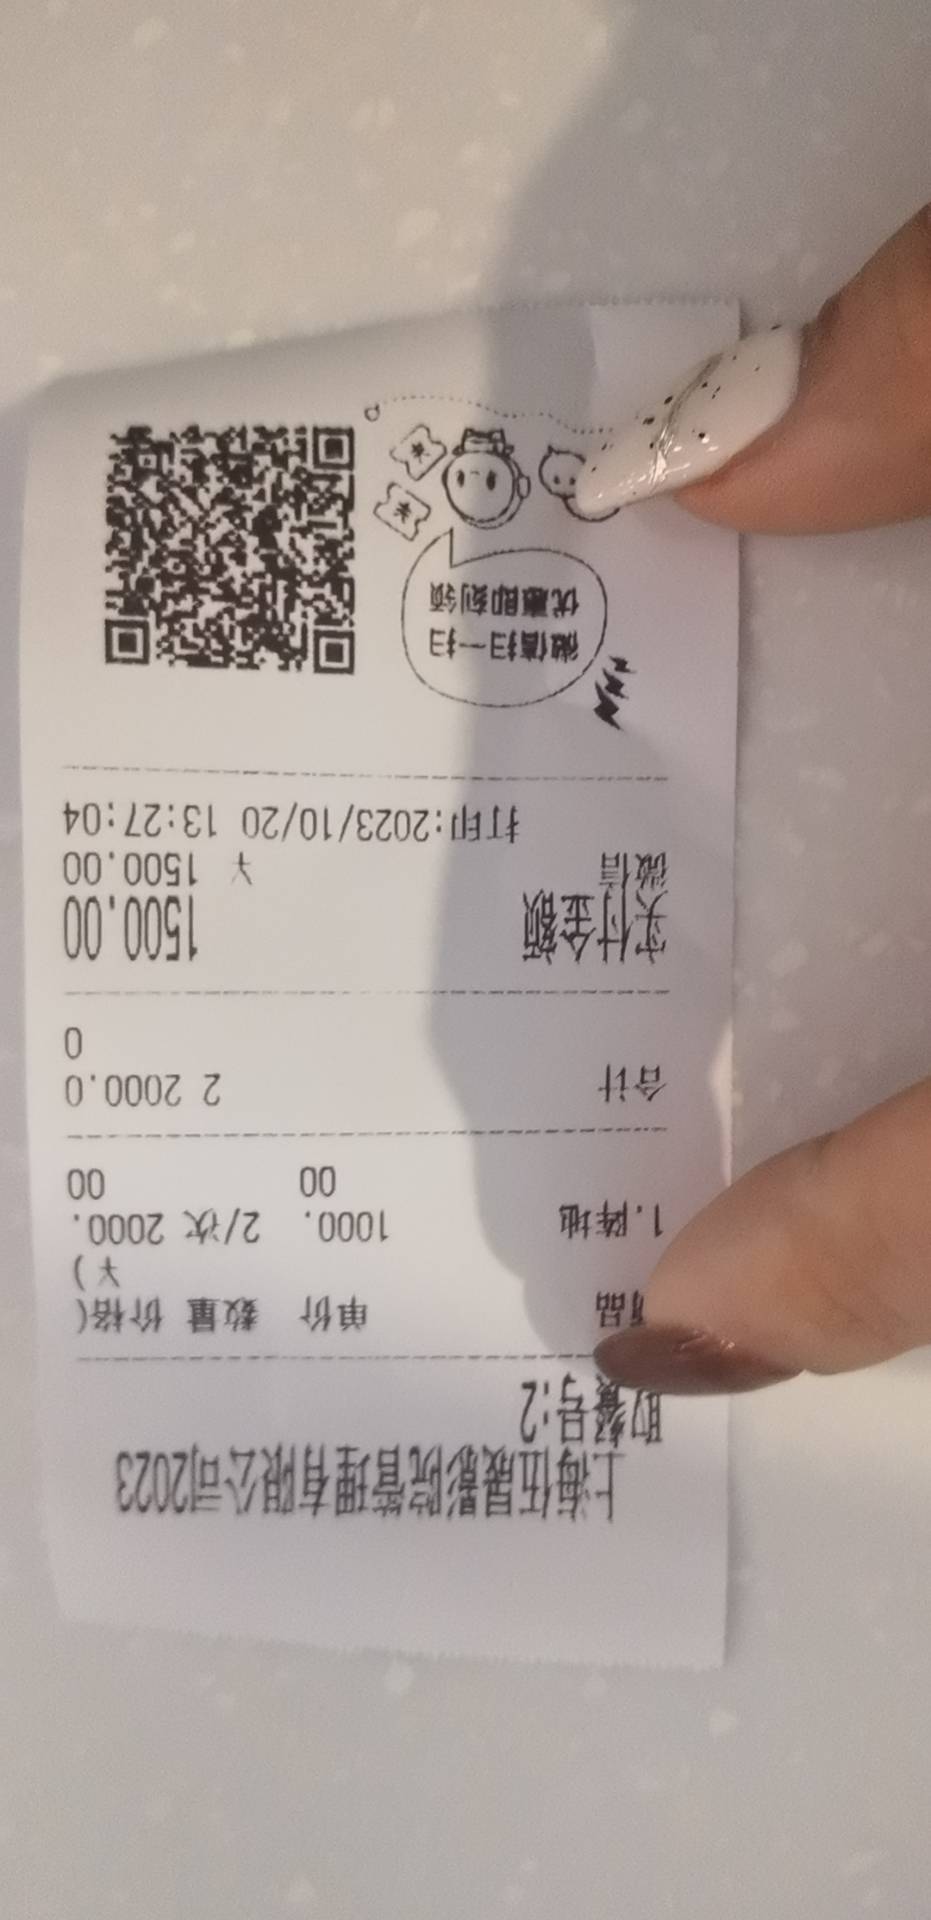 上海伍晟影院管理有限公司2023
取餐号:2
品 单价 数量 价格(
￥)
1.阵地 1000. 2/次 2000.
00 00
合计 2 2000.0
0
实付金额 1500.00
微信 ￥ 1500.00
打印:2023/10/20 13:27:04
微信扫一扫
优惠即刻领